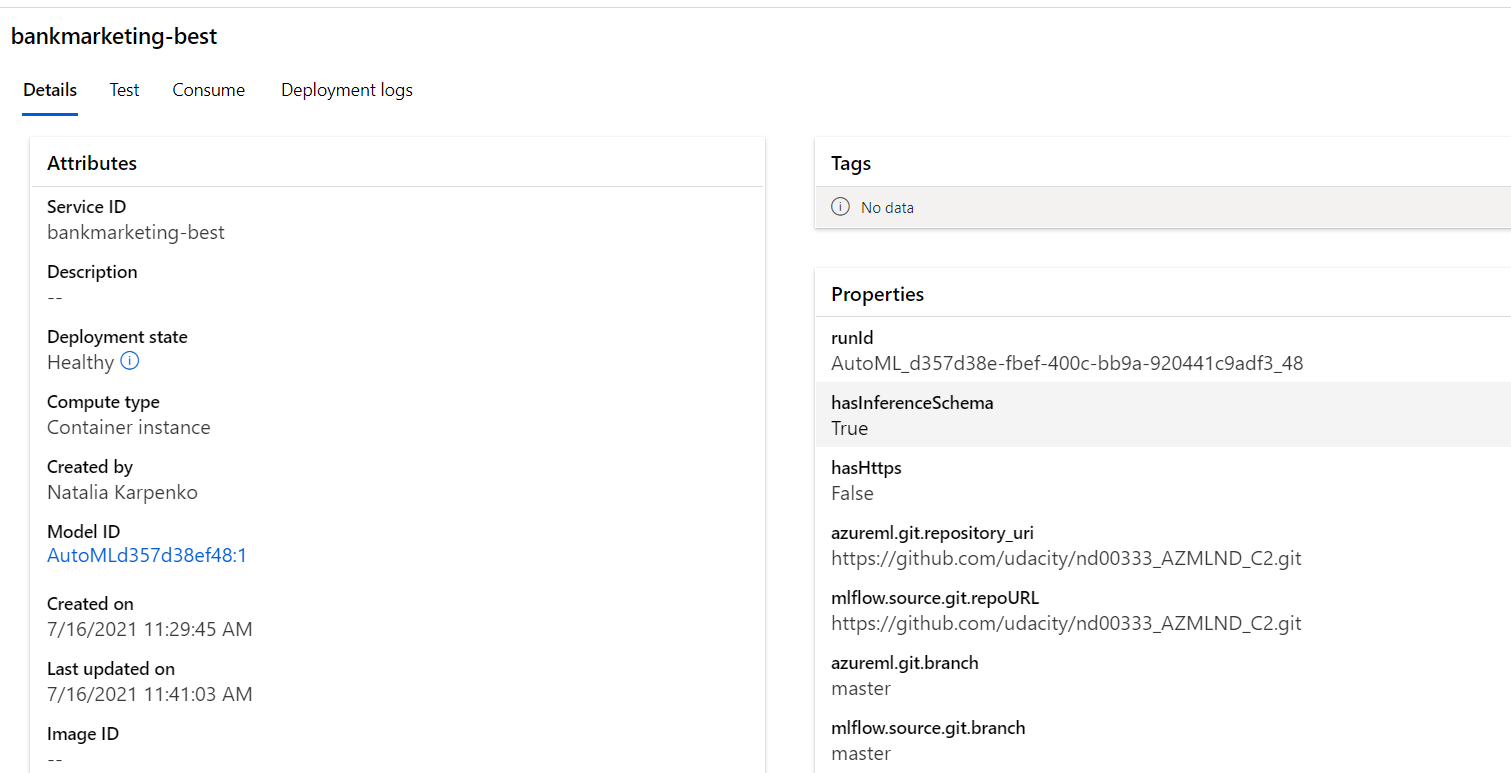 bankmarketing-best
Details Test Consume Deployment logs
Attributes
Service ID
bankmarketing-best
Description
--
Deployment state
Healthy
Compute type
Container instance
Created by
Natalia Karpenko
Model ID
AutoMLd357d38ef48:1
Created on
7/16/2021 11:29:45 AM
Last updated on
7/16/2021 11:41:03 AM
Image ID
--
Tags
No data
Properties
runId
AutoML_d357d38e-fbef-400c-bb9a-920441c9adf3_48
hasInferenceSchema
True
hasHttps
False
azureml.git.repository_uri
https://github.com/udacity/nd00333_AZMLND_C2.git
mlflow.source.git.repoURL
https://github.com/udacity/nd00333_AZMLND_C2.git
azureml.git.branch
master
mlflow.source.git.branch
master